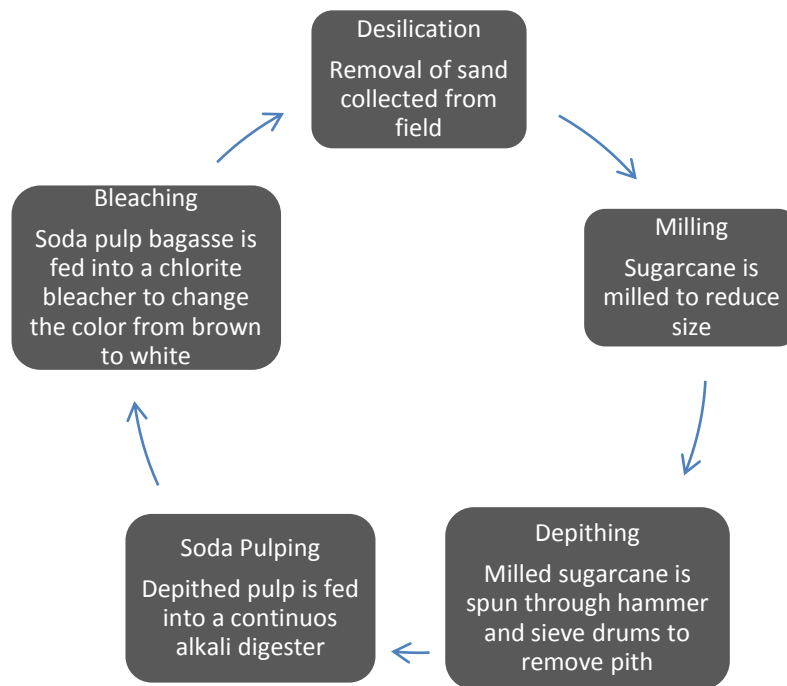 Desilication
Removal of sand
collected from
field
Milling
Sugarcane is
milled to reduce
size
Depithing
Milled sugarcane is
spun through hammer
and sieve drums to
remove pith
Soda Pulping
Depithed pulp is fed
into a continuos
alkali digester
Bleaching
Soda pulp bagasse is
fed into a chlorite
bleacher to change
the color from brown
to white